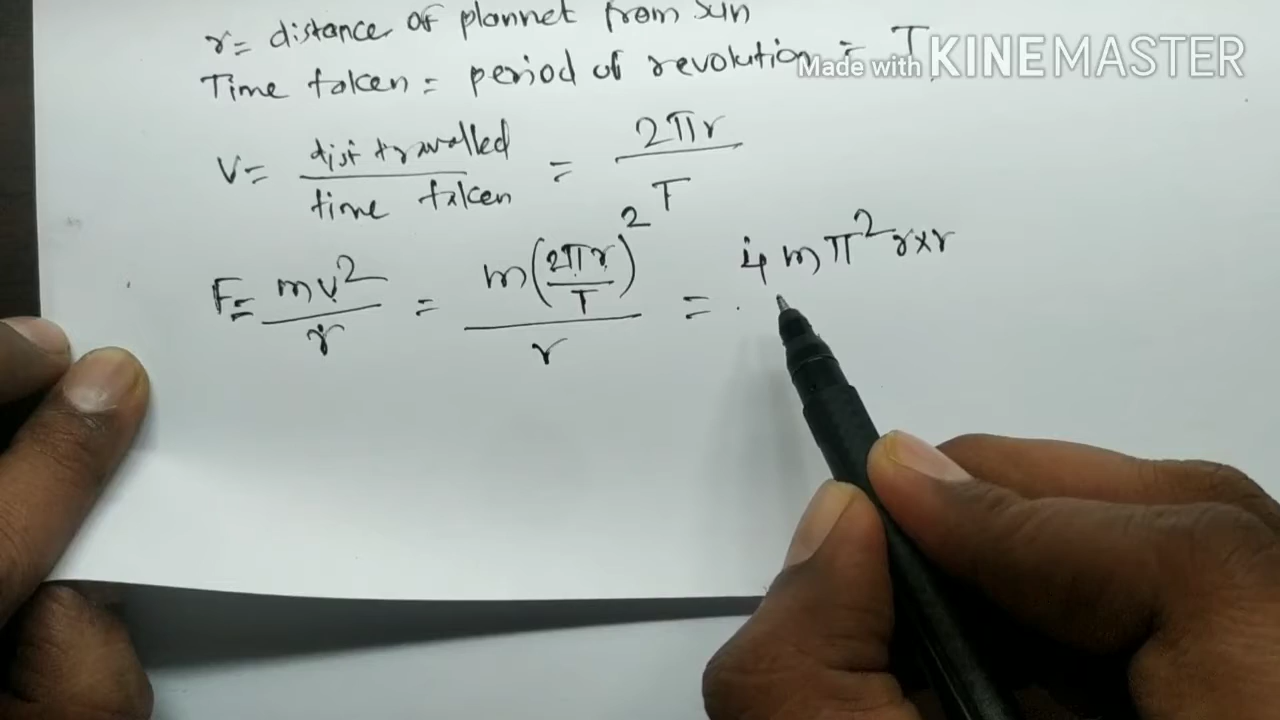 r= distance of plannet from sun
Time taken = period of revolution = T
Made with KINEMASTER
V= dist travelled / time taken = 2πr / T
F= mv² / r = m(2πr/T)² / r = 4mπ²r×r